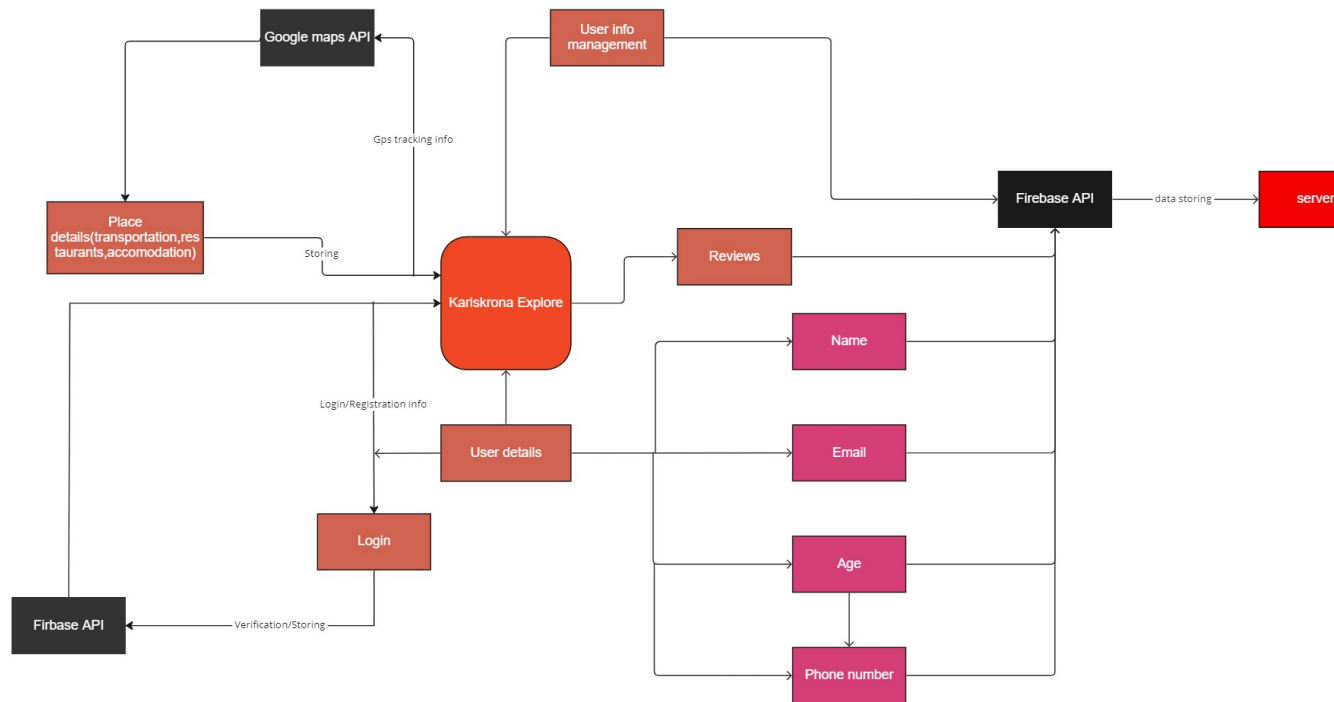 Google maps API
User info
management
Gps tracking info
Place
details(transportation,res
taurants,accomodation)
Storing
Firebase API
data storing
server
Reviews
Karlskrona Explore
Name
Login/Registration info
User details
Email
Login
Age
Firbase API
Verification/Storing
Phone number